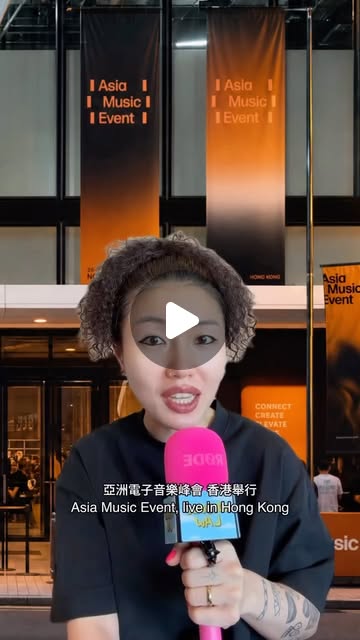 Asia
Music
Event
Asia
Music
Event
HONG KONG
Asia
Music
Event
CONNECT
CREATE
ELEVATE
RØDE
亞洲電子音樂峰會 香港舉行
Asia Music Event, live in Hong Kong
sic